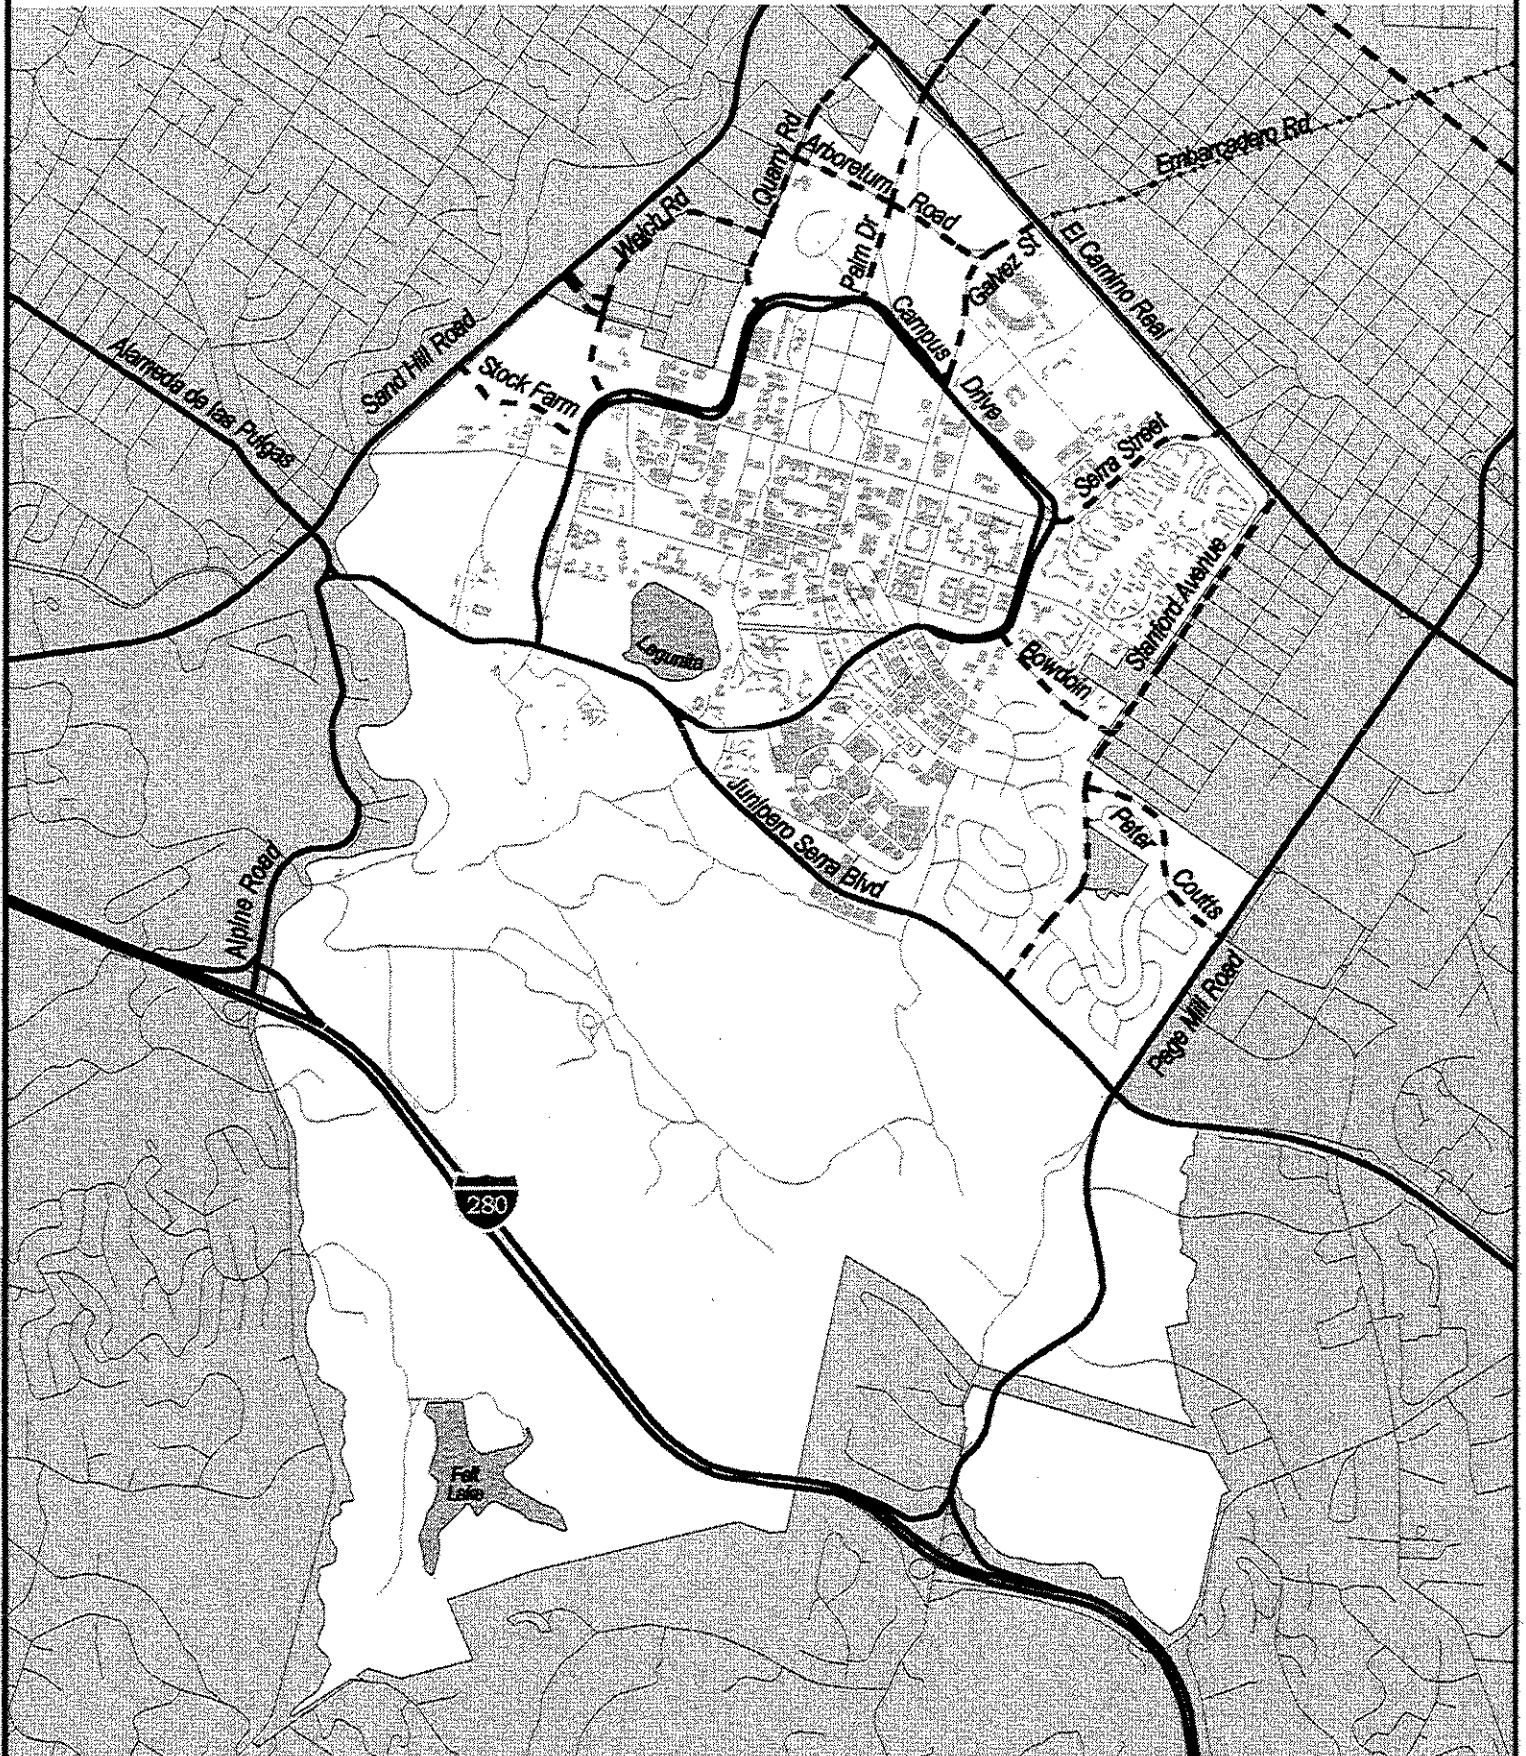 Embarcadero Rd
Quarry Rd
Arboretum
Road
Welch Rd
Palm Dr
Galvez St
El Camino Real
Campus
Drive
Sand Hill Road
Alameda de las Pulgas
Stock Farm
Serra Street
Stanford Avenue
Lagunita
Bowdoin
Junipero Serra Blvd
Peter
Coutts
Alpine Road
Page Mill Road
280
Felt
Lake